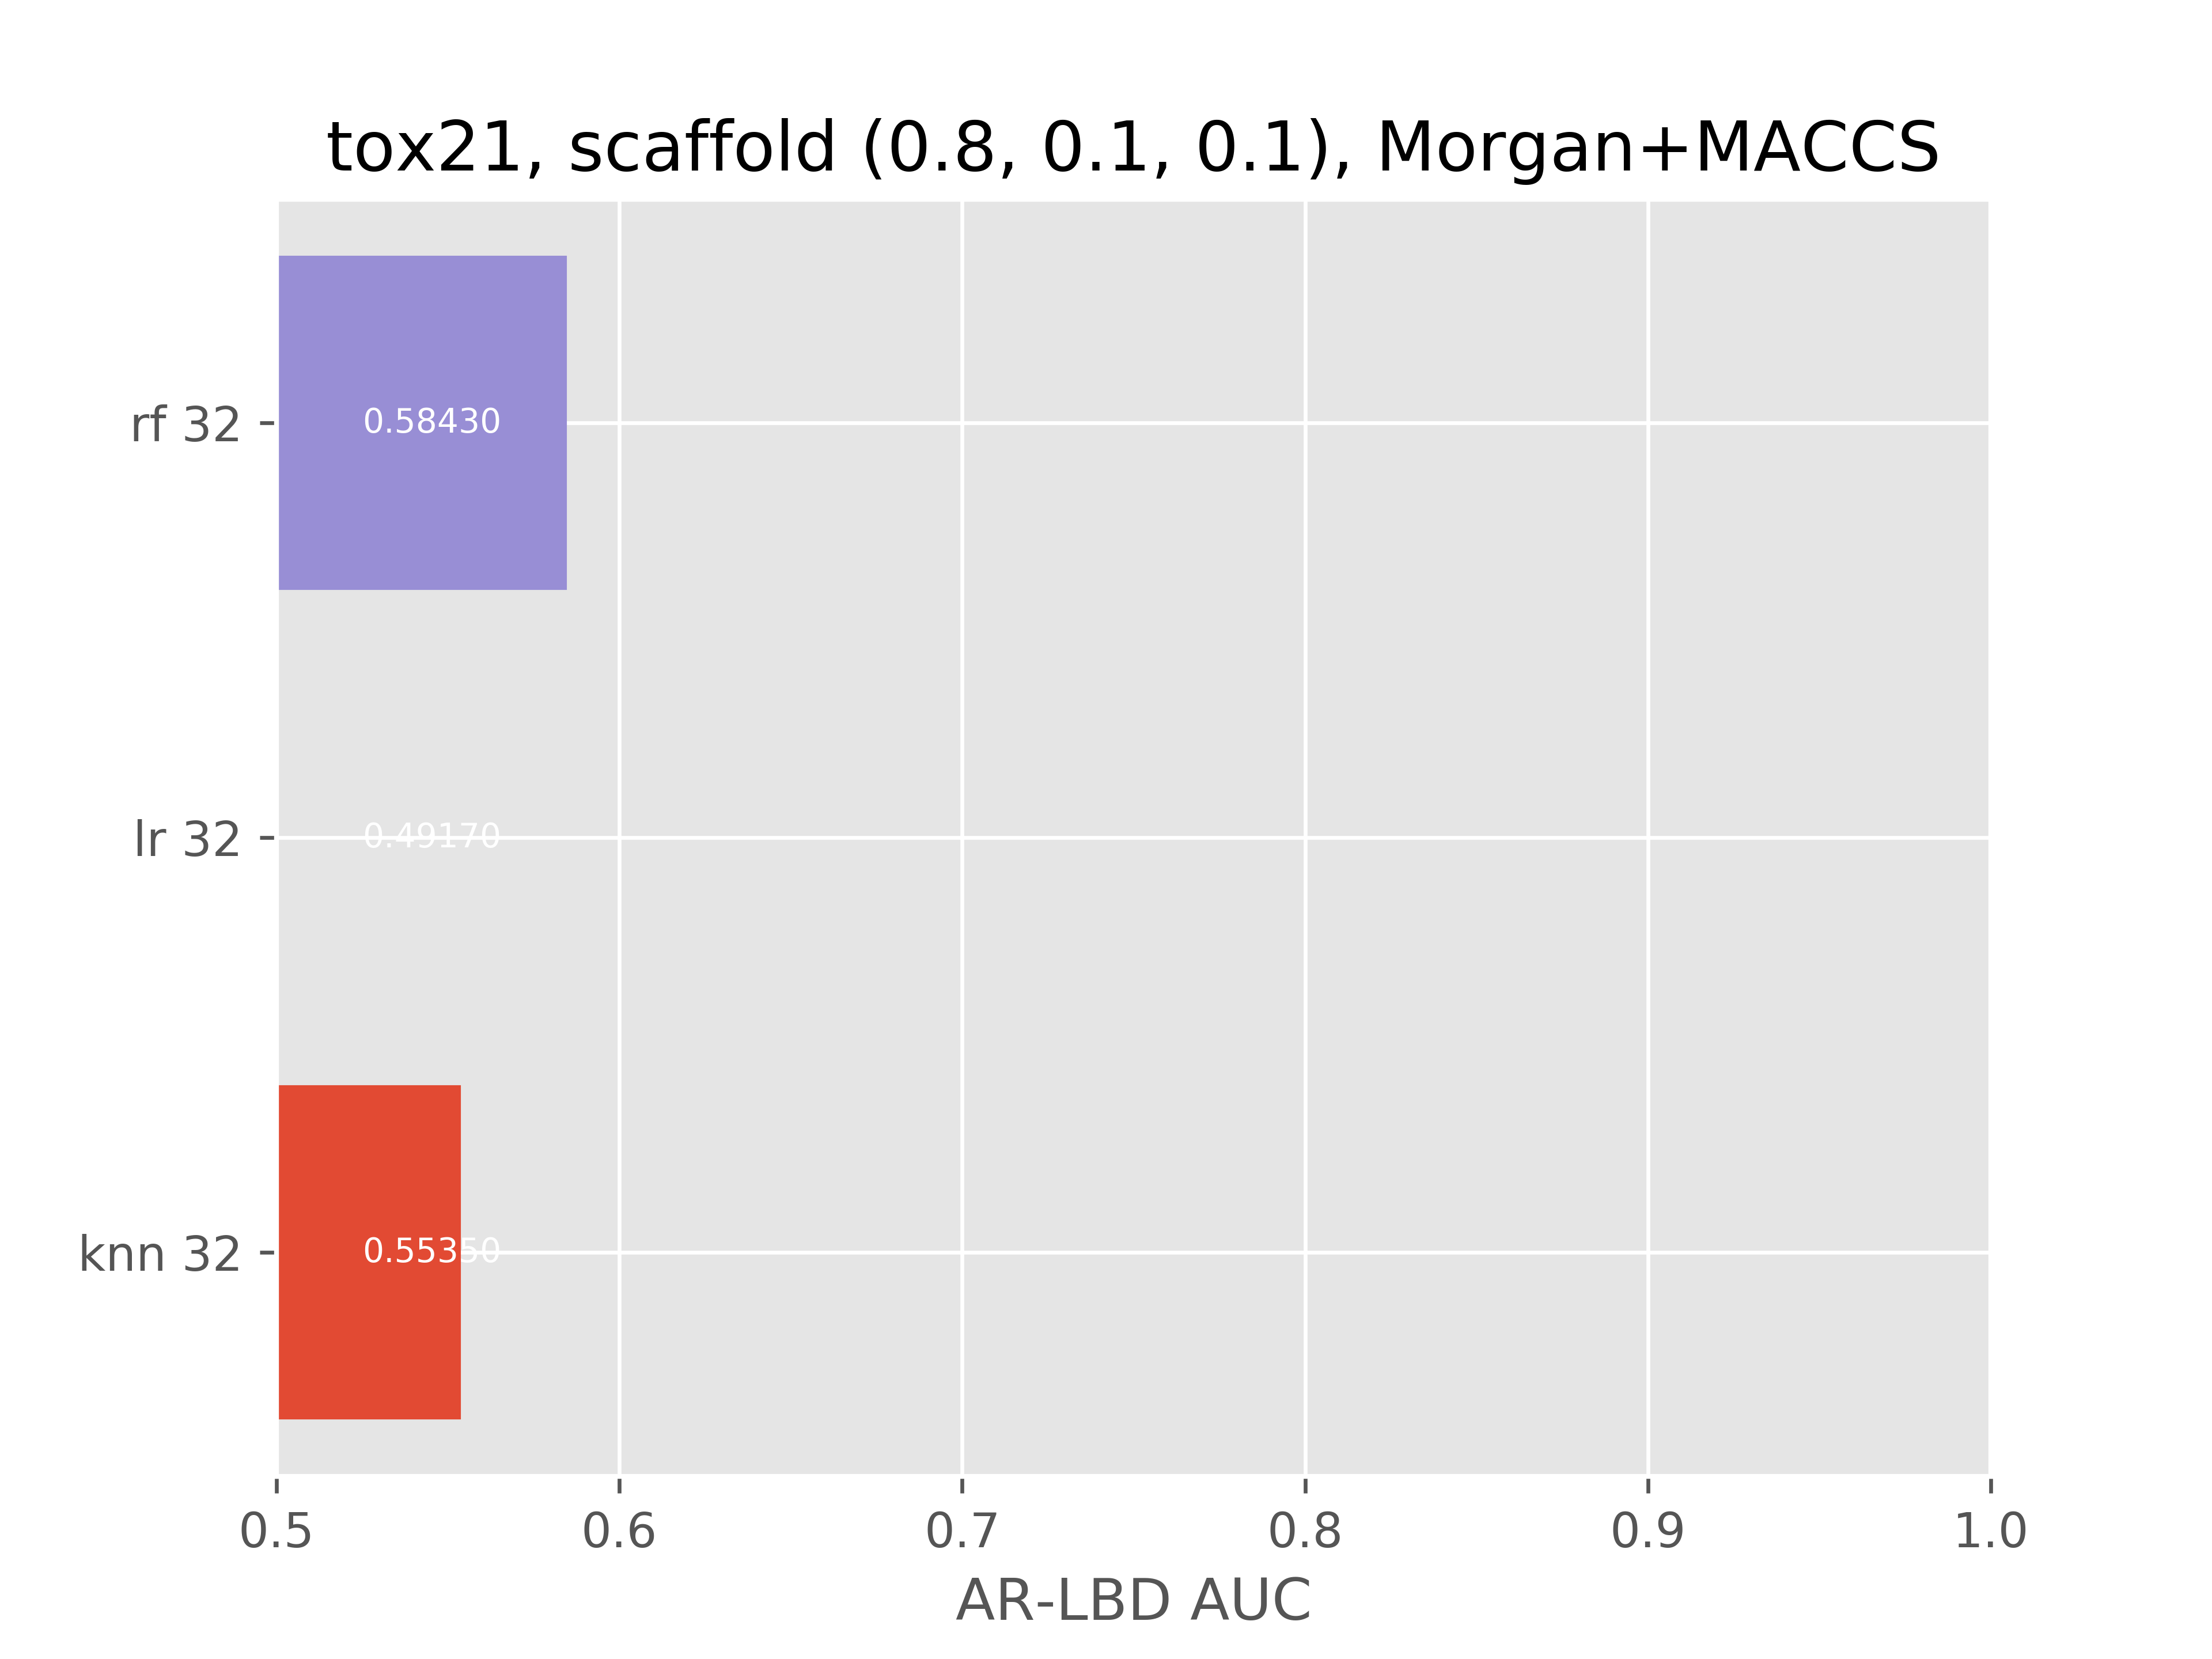 tox21, scaffold (0.8, 0.1, 0.1), Morgan+MACCS
rf 32
0.58430
lr 32
0.49170
knn 32
0.55350
0.5 0.6 0.7 0.8 0.9 1.0
AR-LBD AUC